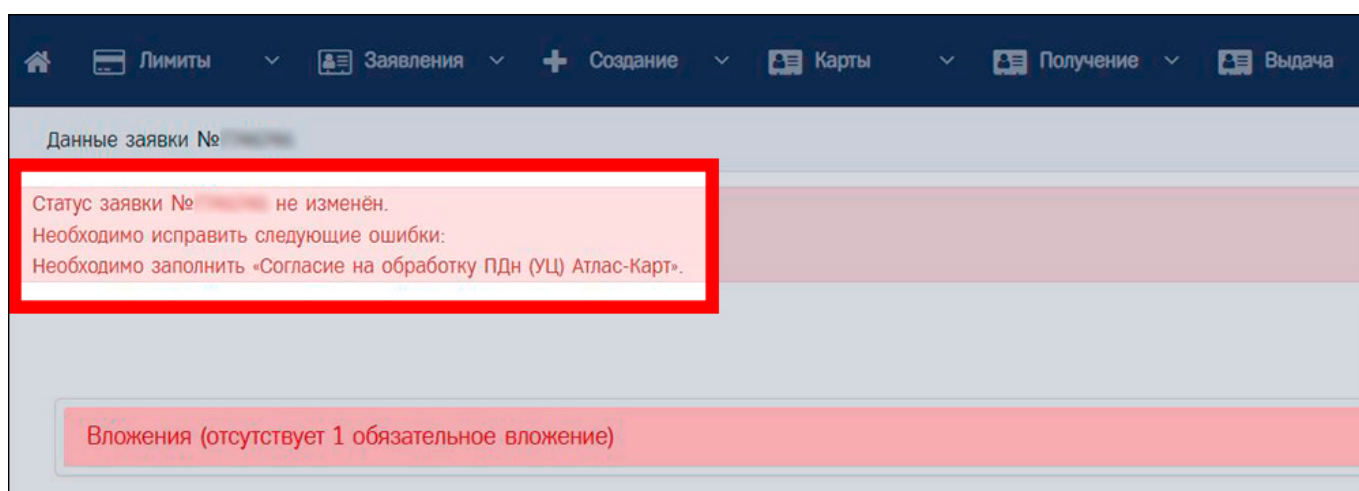 Лимиты Заявления Создание Карты Получение Выдача
Данные заявки №
Статус заявки № не изменён.
Необходимо исправить следующие ошибки:
Необходимо заполнить «Согласие на обработку ПДн (УЦ) Атлас-Карт».
Вложения (отсутствует 1 обязательное вложение)